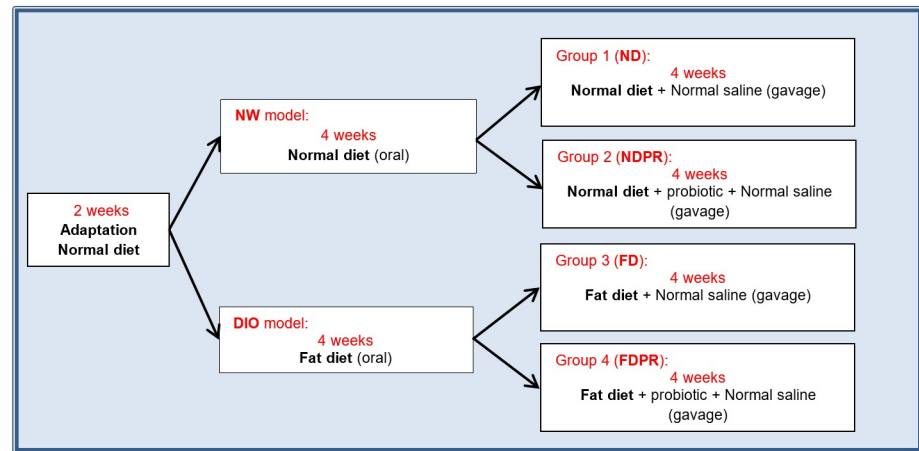 2 weeks
Adaptation
Normal diet
NW model:
4 weeks
Normal diet (oral)
DIO model:
4 weeks
Fat diet (oral)
Group 1 (ND):
4 weeks
Normal diet + Normal saline (gavage)
Group 2 (NDPR):
4 weeks
Normal diet + probiotic + Normal saline
(gavage)
Group 3 (FD):
4 weeks
Fat diet + Normal saline (gavage)
Group 4 (FDPR):
4 weeks
Fat diet + probiotic + Normal saline
(gavage)